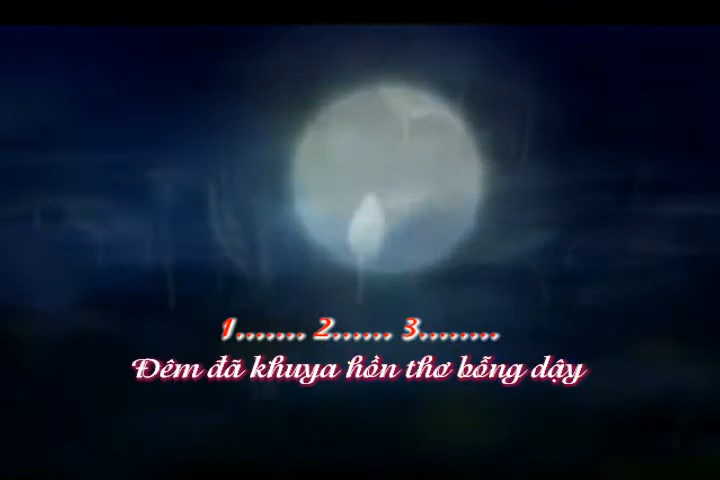 1....... 2...... 3........
Đêm đã khuya hồn thơ bỗng dậy